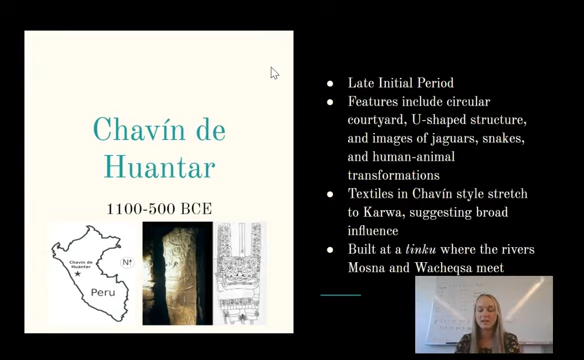 Chavín de
Huantar
1100-500 BCE
Chavín de
Huántar
N
Peru
● Late Initial Period
● Features include circular
courtyard, U-shaped structure,
and images of jaguars, snakes,
and human-animal
transformations
● Textiles in Chavín style stretch
to Karwa, suggesting broad
influence
● Built at a tinku where the rivers
Mosna and Wacheqsa meet